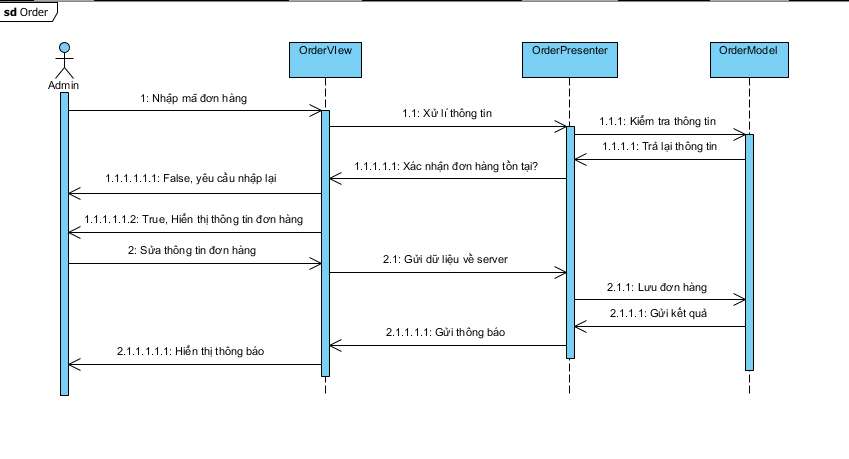 sd Order
OrderVIew
OrderPresenter
OrderModel
Admin
1: Nhập mã đơn hàng
1.1: Xử lí thông tin
1.1.1: Kiểm tra thông tin
1.1.1.1: Trả lại thông tin
1.1.1.1.1: Xác nhận đơn hàng tồn tại?
1.1.1.1.1.1: False, yêu cầu nhập lại
1.1.1.1.1.2: True, Hiển thị thông tin đơn hàng
2: Sửa thông tin đơn hàng
2.1: Gửi dữ liệu về server
2.1.1: Lưu đơn hàng
2.1.1.1: Gửi kết quả
2.1.1.1.1: Gửi thông báo
2.1.1.1.1.1: Hiển thị thông báo